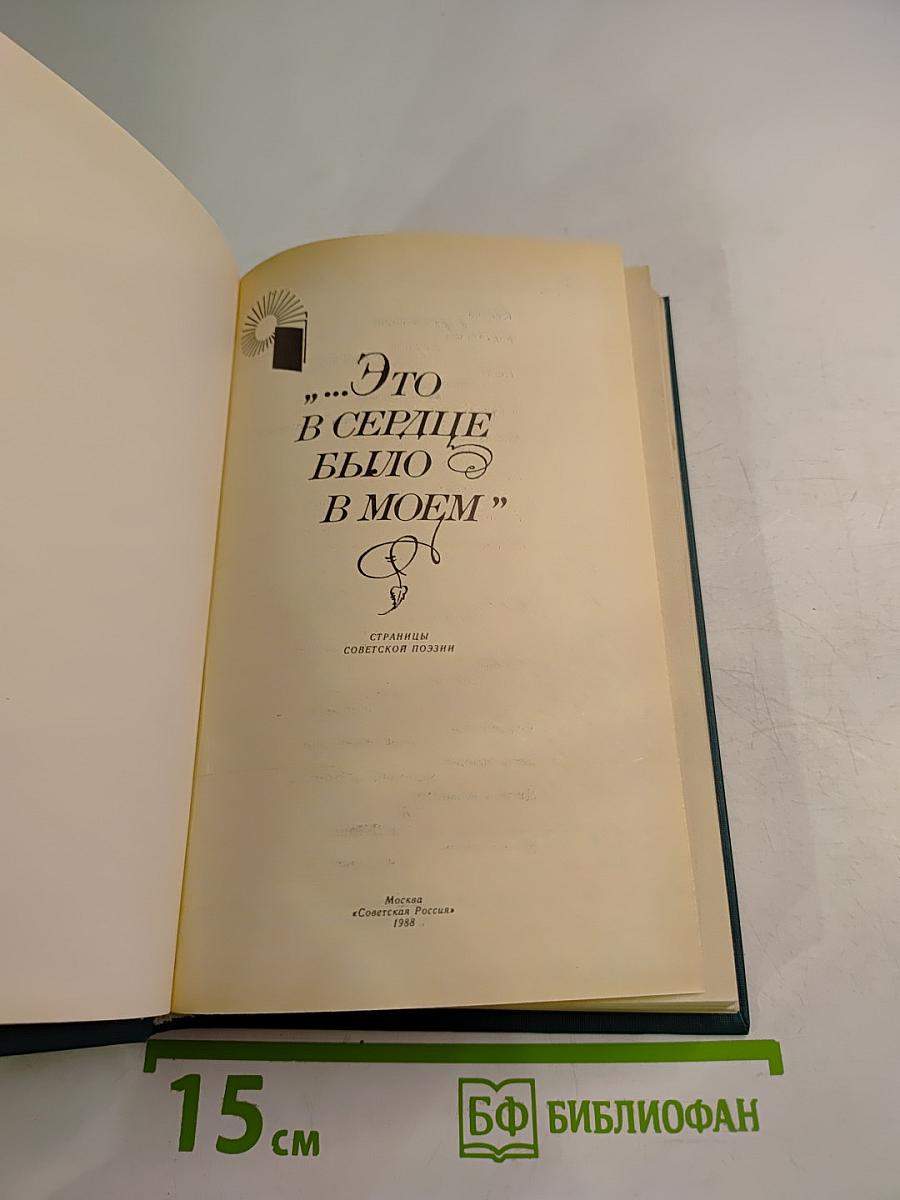 „...Это
в сердце
было
в моем”
СТРАНИЦЫ
СОВЕТСКОЙ ПОЭЗИИ
Москва
«Советская Россия»
1988
15 см
БФ БИБЛИОФАН